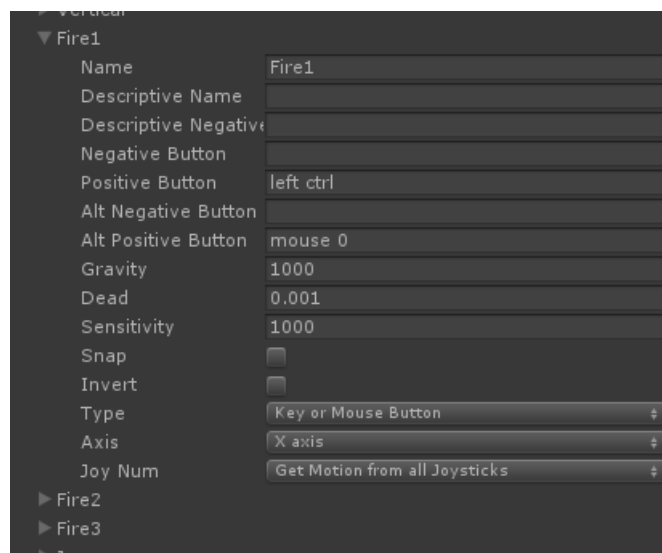 Vertical
Fire1
Name Fire1
Descriptive Name
Descriptive Negative
Negative Button
Positive Button left ctrl
Alt Negative Button
Alt Positive Button mouse 0
Gravity 1000
Dead 0.001
Sensitivity 1000
Snap
Invert
Type Key or Mouse Button
Axis X axis
Joy Num Get Motion from all Joysticks
Fire2
Fire3